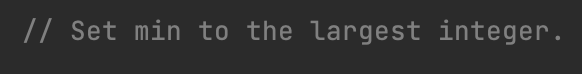 // Set min to the largest integer.